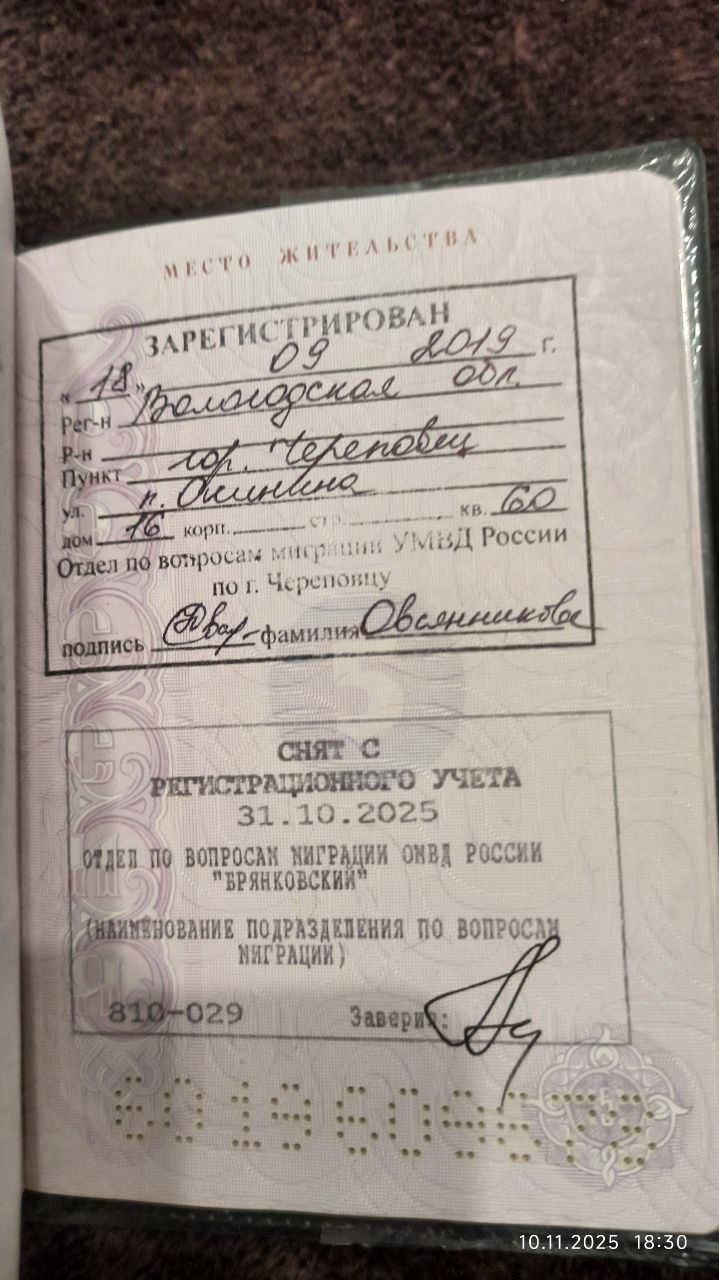 МЕСТО ЖИТЕЛЬСТВА
ЗАРЕГИСТРИРОВАН
« 18 » 09 2019 г.
Рег-н Вологодская обл.
Р-н
Пункт гор. Череповец
ул. п. Окинина
дом 16 корп. стр. кв. 60
Отдел по вопросам миграции УМВД России
по г. Череповцу
подпись фамилия Овсянникова
СНЯТ С
РЕГИСТРАЦИОННОГО УЧЕТА
31.10.2025
ОТДЕЛ ПО ВОПРОСАМ МИГРАЦИИ ОМВД РОССИИ
"БРЯНКОВСКИЙ"
(НАИМЕНОВАНИЕ ПОДРАЗДЕЛЕНИЯ ПО ВОПРОСАМ
МИГРАЦИИ)
810-029 Заверил:
60 19 609
10.11.2025 18:30